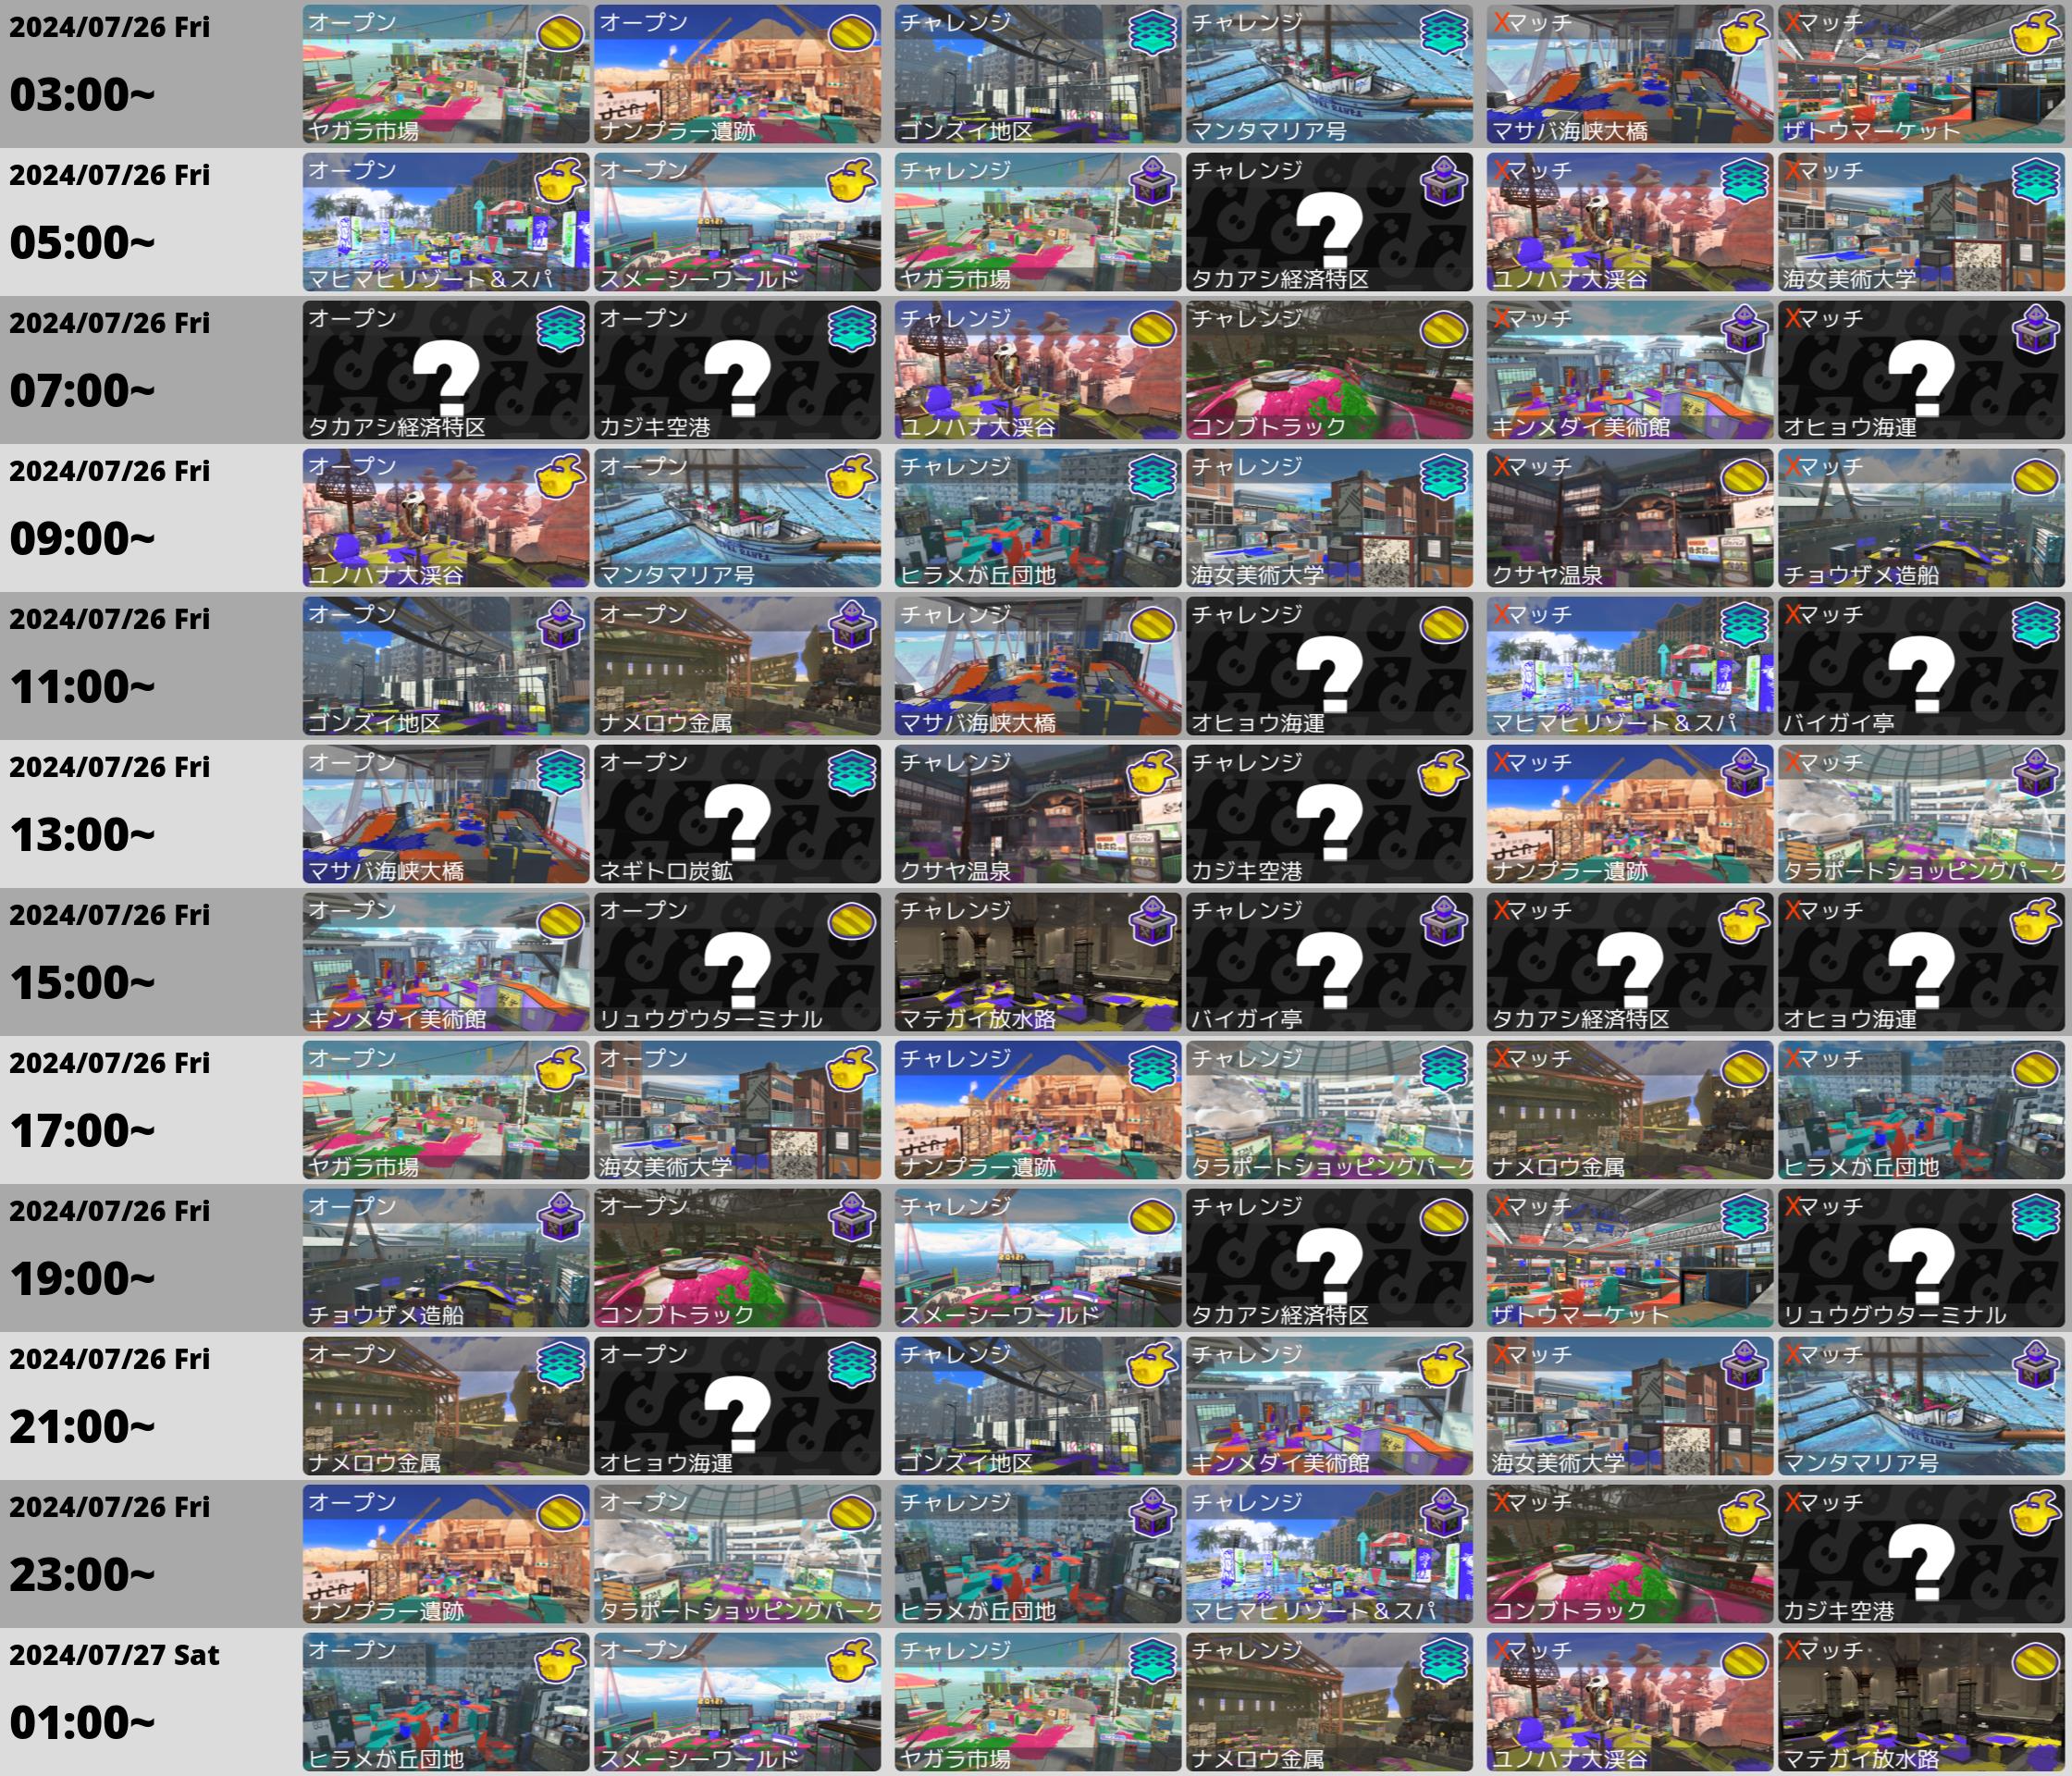 2024/07/26 Fri
03:00~
オープン オープン チャレンジ チャレンジ Xマッチ Xマッチ
ヤガラ市場 ナンプラー遺跡 ゴンズイ地区 マンタマリア号 マサバ海峡大橋 ザトウマーケット
2024/07/26 Fri
05:00~
オープン オープン チャレンジ チャレンジ Xマッチ Xマッチ
マヒマヒリゾート＆スパ スメーシーワールド ヤガラ市場 タカアシ経済特区 ユノハナ大渓谷 海女美術大学
2024/07/26 Fri
07:00~
オープン オープン チャレンジ チャレンジ Xマッチ Xマッチ
タカアシ経済特区 カジキ空港 ユノハナ大渓谷 コンブトラック キンメダイ美術館 オヒョウ海運
2024/07/26 Fri
09:00~
オープン オープン チャレンジ チャレンジ Xマッチ Xマッチ
ユノハナ大渓谷 マンタマリア号 ヒラメが丘団地 海女美術大学 クサヤ温泉 チョウザメ造船
2024/07/26 Fri
11:00~
オープン オープン チャレンジ チャレンジ Xマッチ Xマッチ
ゴンズイ地区 ナメロウ金属 マサバ海峡大橋 オヒョウ海運 マヒマヒリゾート＆スパ バイガイ亭
2024/07/26 Fri
13:00~
オープン オープン チャレンジ チャレンジ Xマッチ Xマッチ
マサバ海峡大橋 ネギトロ炭鉱 クサヤ温泉 カジキ空港 ナンプラー遺跡 タラポートショッピングパーク
2024/07/26 Fri
15:00~
オープン オープン チャレンジ チャレンジ Xマッチ Xマッチ
キンメダイ美術館 リュウグウターミナル マテガイ放水路 バイガイ亭 タカアシ経済特区 オヒョウ海運
2024/07/26 Fri
17:00~
オープン オープン チャレンジ チャレンジ Xマッチ Xマッチ
ヤガラ市場 海女美術大学 ナンプラー遺跡 タラポートショッピングパーク ナメロウ金属 ヒラメが丘団地
2024/07/26 Fri
19:00~
オープン オープン チャレンジ チャレンジ Xマッチ Xマッチ
チョウザメ造船 コンブトラック スメーシーワールド タカアシ経済特区 ザトウマーケット リュウグウターミナル
2024/07/26 Fri
21:00~
オープン オープン チャレンジ チャレンジ Xマッチ Xマッチ
ナメロウ金属 オヒョウ海運 ゴンズイ地区 キンメダイ美術館 海女美術大学 マンタマリア号
2024/07/26 Fri
23:00~
オープン オープン チャレンジ チャレンジ Xマッチ Xマッチ
ナンプラー遺跡 タラポートショッピングパーク ヒラメが丘団地 マヒマヒリゾート＆スパ コンブトラック カジキ空港
2024/07/27 Sat
01:00~
オープン オープン チャレンジ チャレンジ Xマッチ Xマッチ
ヒラメが丘団地 スメーシーワールド ヤガラ市場 ナメロウ金属 ユノハナ大渓谷 マテガイ放水路